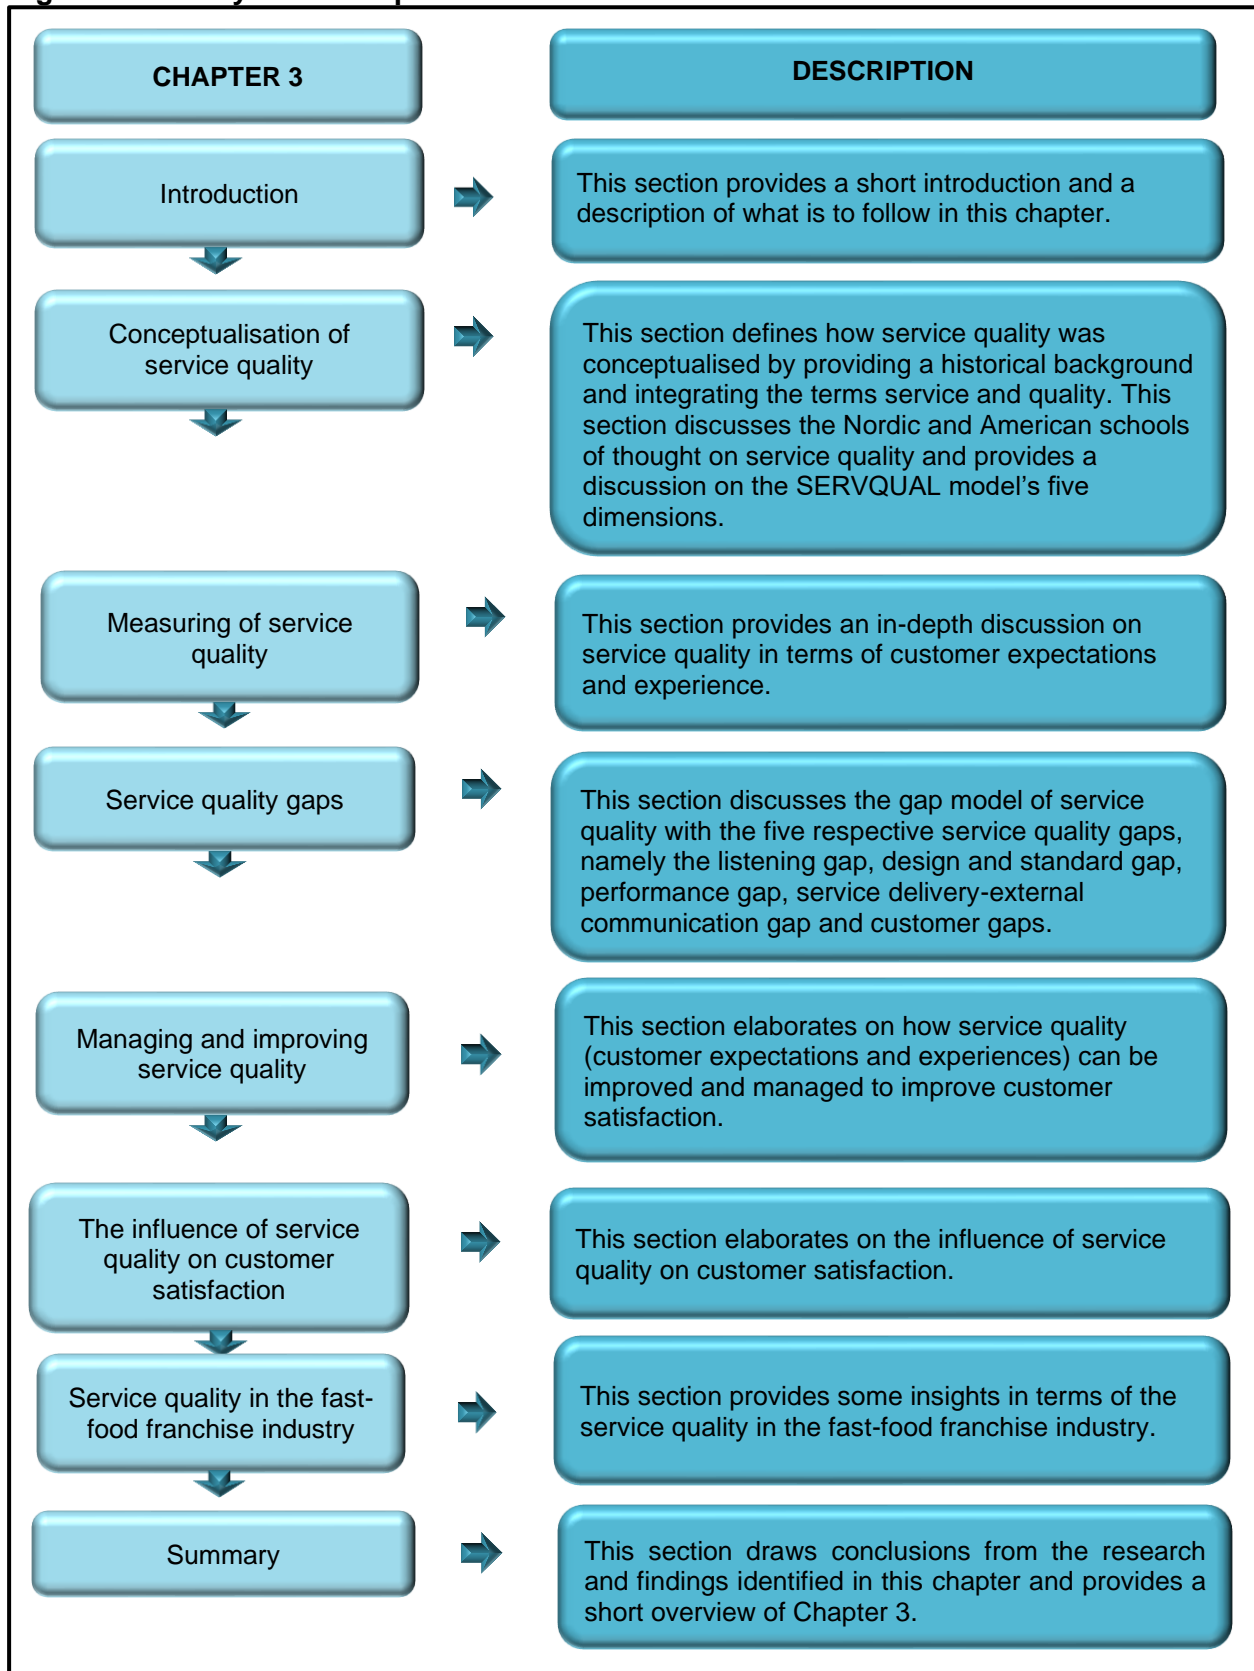 CHAPTER 3
DESCRIPTION
Introduction
This section provides a short introduction and a
description of what is to follow in this chapter.
Conceptualisation of
service quality
This section defines how service quality was
conceptualised by providing a historical background
and integrating the terms service and quality. This
section discusses the Nordic and American schools
of thought on service quality and provides a
discussion on the SERVQUAL model's five
dimensions.
Measuring of service
quality
This section provides an in-depth discussion on
service quality in terms of customer expectations
and experience.
Service quality gaps
This section discusses the gap model of service
quality with the five respective service quality gaps,
namely the listening gap, design and standard gap,
performance gap, service delivery-external
communication gap and customer gaps.
Managing and improving
service quality
This section elaborates on how service quality
(customer expectations and experiences) can be
improved and managed to improve customer
satisfaction.
The influence of service
quality on customer
satisfaction
This section elaborates on the influence of service
quality on customer satisfaction.
Service quality in the fast-
food franchise industry
This section provides some insights in terms of the
service quality in the fast-food franchise industry.
Summary
This section draws conclusions from the research
and findings identified in this chapter and provides a
short overview of Chapter 3.